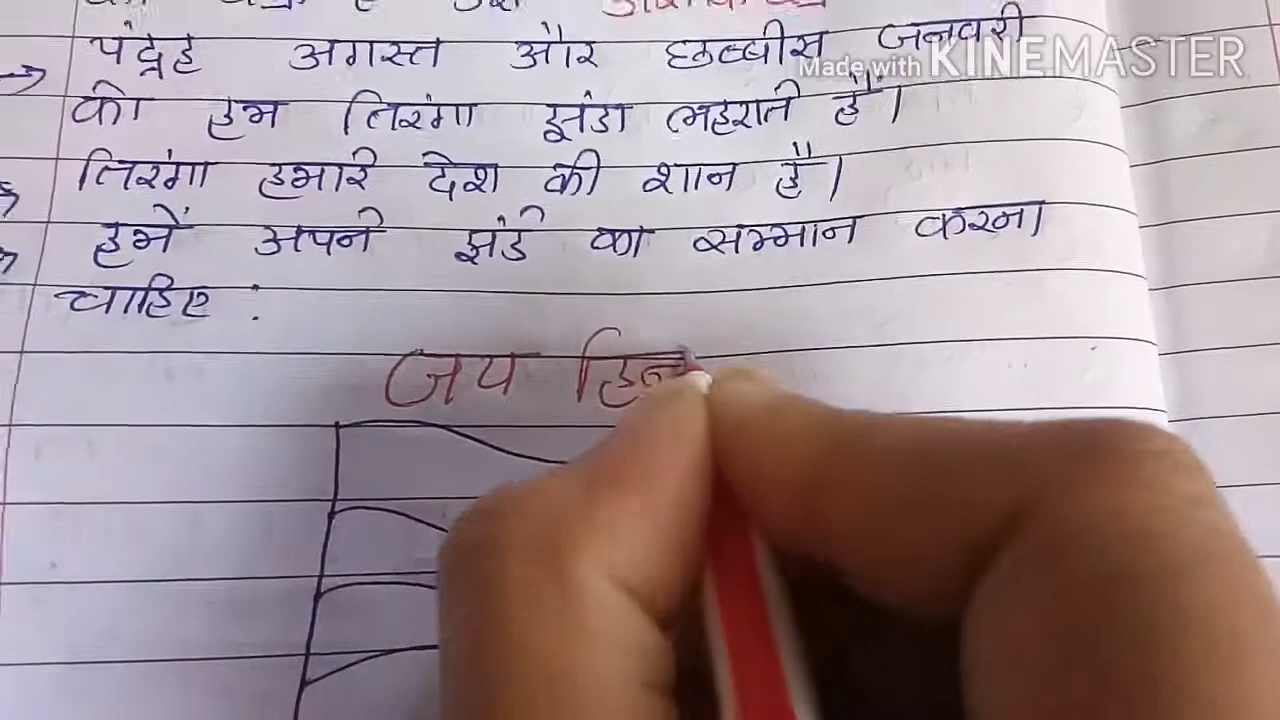 पंद्रह अगस्त और छब्बीस जनवरी
को हम तिरंगा झंडा लहराते हैं।
तिरंगा हमारे देश की शान है।
हमें अपने झंडे का सम्मान करना
चाहिए :
जय हिन्
Made with KINEMASTER